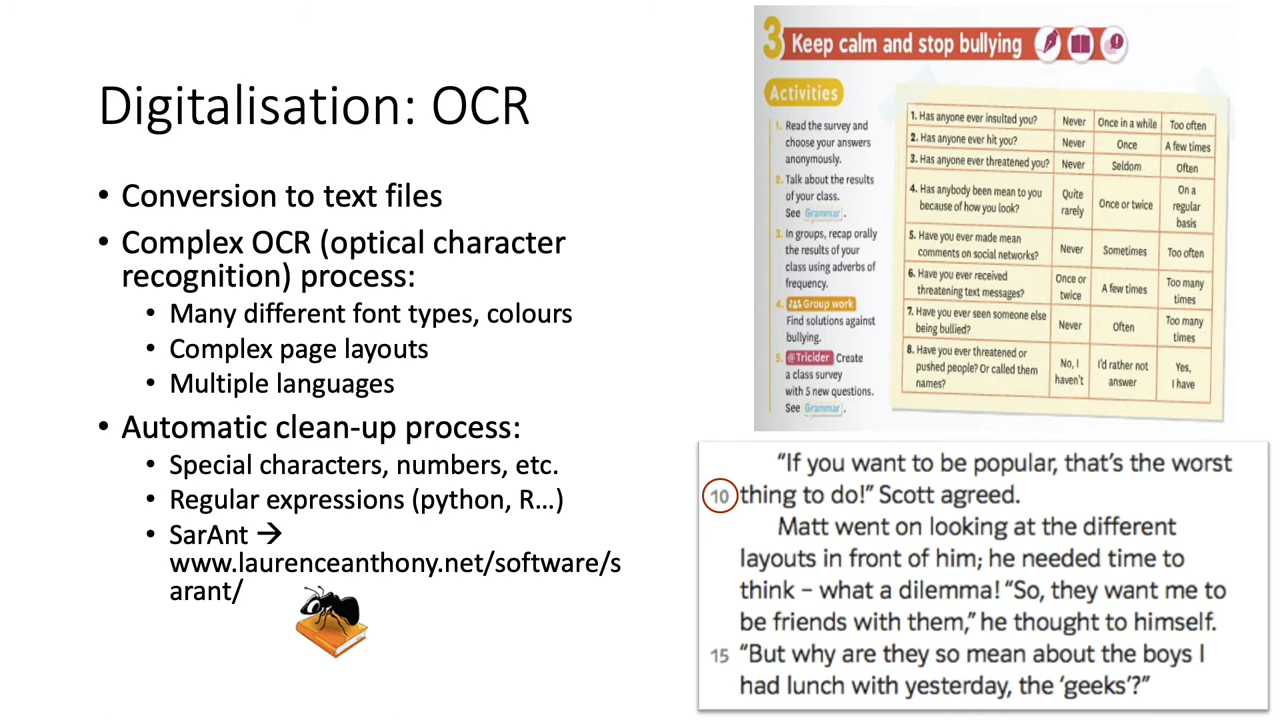 Digitalisation: OCR
• Conversion to text files
• Complex OCR (optical character
recognition) process:
• Many different font types, colours
• Complex page layouts
• Multiple languages
• Automatic clean-up process:
• Special characters, numbers, etc.
• Regular expressions (python, R…)
• SarAnt →
www.laurenceanthony.net/software/s
arant/
3 Keep calm and stop bullying
Activities
1. Read the survey and
choose your answers
anonymously.
2. Talk about the results
of your class.
See Grammar.
3. In groups, recap orally
the results of your
class using adverbs of
frequency.
4. Group work
Find solutions against
bullying.
5. @Tricider Create
a class survey
with 5 new questions.
See Grammar.
1. Has anyone ever insulted you? Never Once in a while Too often
2. Has anyone ever hit you? Never Once A few times
3. Has anyone ever threatened you? Never Seldom Often
4. Has anybody been mean to you
because of how you look?
Quite
rarely
Once or twice
On a
regular
basis
5. Have you ever made mean
comments on social networks?
Never Sometimes Too often
6. Have you ever received
threatening text messages?
Once or
twice
A few times
Too many
times
7. Have you ever seen someone else
being bullied?
Never Often
Too many
times
8. Have you ever threatened or
pushed people? Or called them
names?
No, I
haven't
I'd rather not
answer
Yes,
I have
“If you want to be popular, that's the worst
10 thing to do!” Scott agreed.
Matt went on looking at the different
layouts in front of him; he needed time to
think – what a dilemma! “So, they want me to
be friends with them,” he thought to himself.
15 “But why are they so mean about the boys I
had lunch with yesterday, the ‘geeks’?”